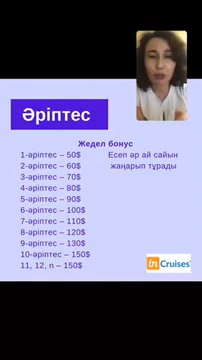 Әріптес
Жедел бонус
1-әріптес – 50$ Есеп әр ай сайын
2-әріптес – 60$ жаңарып тұрады
3-әріптес – 70$
4-әріптес – 80$
5-әріптес – 90$
6-әріптес – 100$
7-әріптес – 110$
8-әріптес – 120$
9-әріптес – 130$
10-әріптес – 150$
11, 12, n – 150$
inCruises